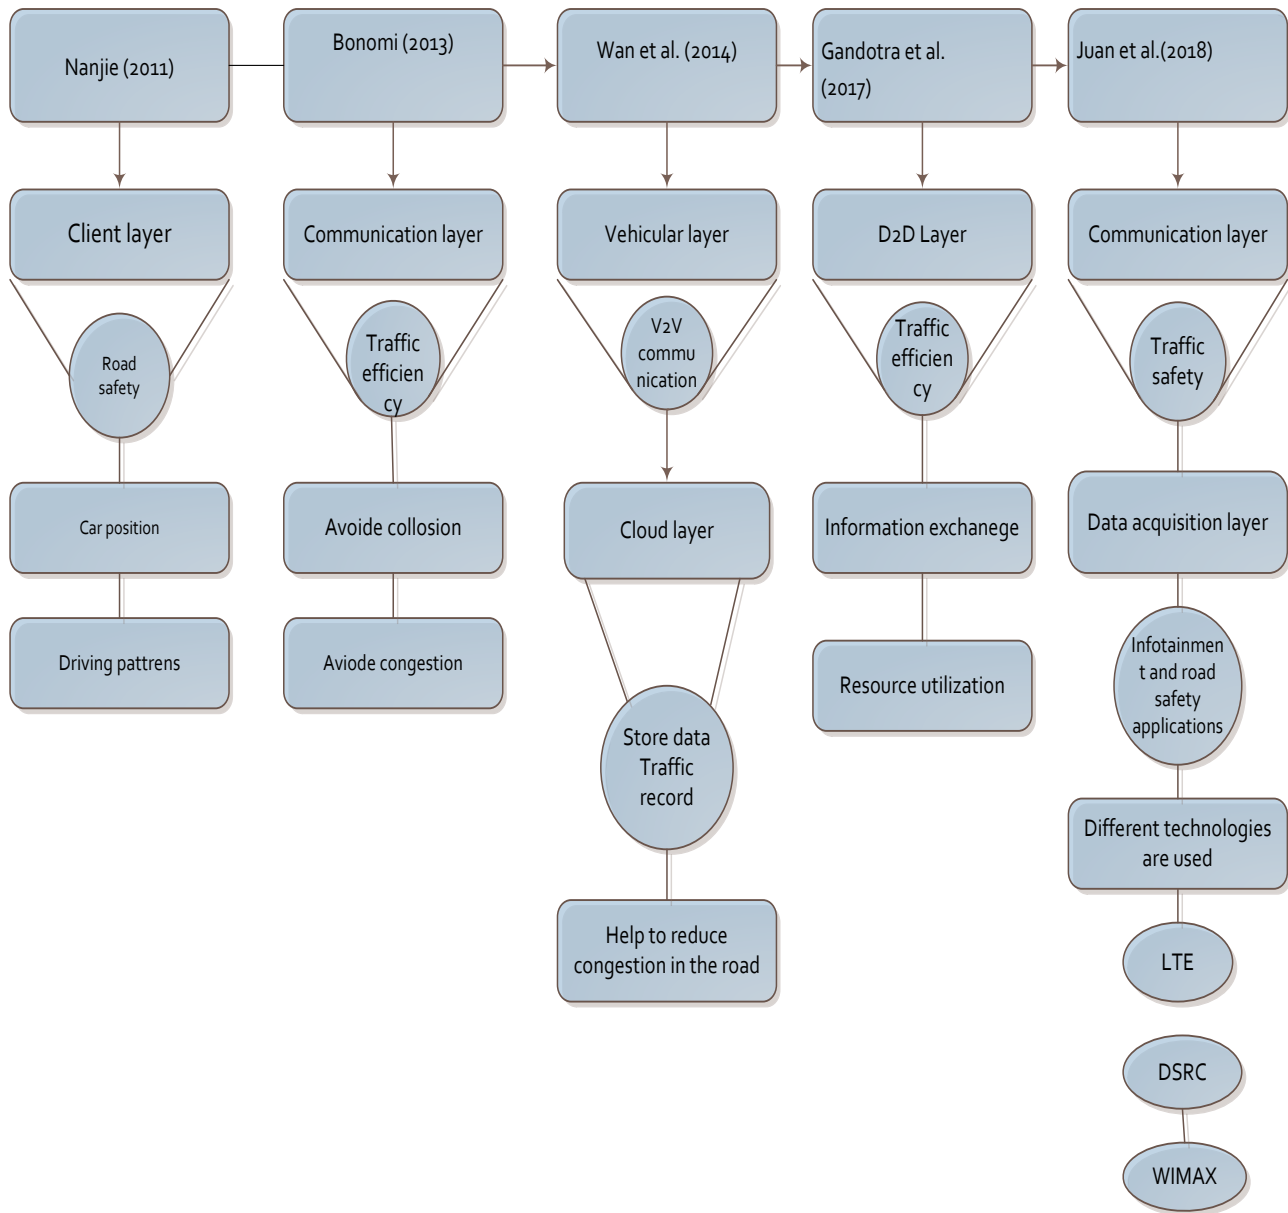 Nanjie (2011)
Bonomi (2013)
Wan et al. (2014)
Gandotra et al.
(2017)
Juan et al.(2018)
Client layer
Communication layer
Vehicular layer
D2D Layer
Communication layer
Road
safety
Traffic
efficien
cy
V2V
commu
nication
Traffic
efficien
cy
Traffic
safety
Car position
Avoide collosion
Cloud layer
Information exchanege
Data acquisition layer
Driving pattrens
Aviode congestion
Store data
Traffic
record
Resource utilization
Infotainmen
t and road
safety
applications
Different technologies
are used
Help to reduce
congestion in the road
LTE
DSRC
WIMAX